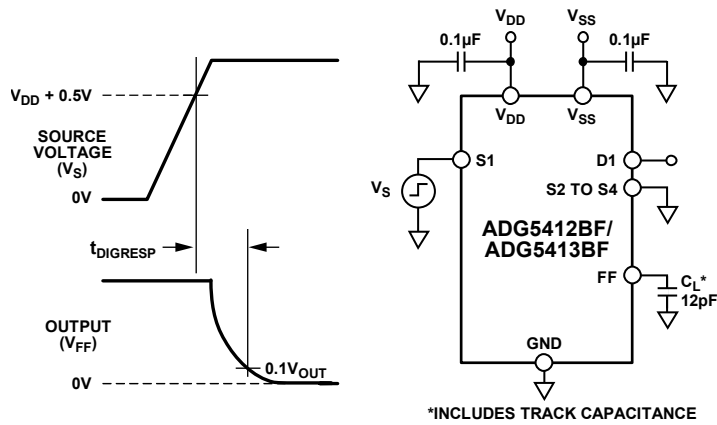 V_DD + 0.5V
SOURCE
VOLTAGE
(V_S)
0V
t_DIGRESP
OUTPUT
(V_FF)
0V
0.1V_OUT
V_DD
V_SS
0.1µF
0.1µF
V_DD
V_SS
S1
D1
V_S
S2 TO S4
ADG5412BF/
ADG5413BF
FF
C_L*
12pF
GND
*INCLUDES TRACK CAPACITANCE